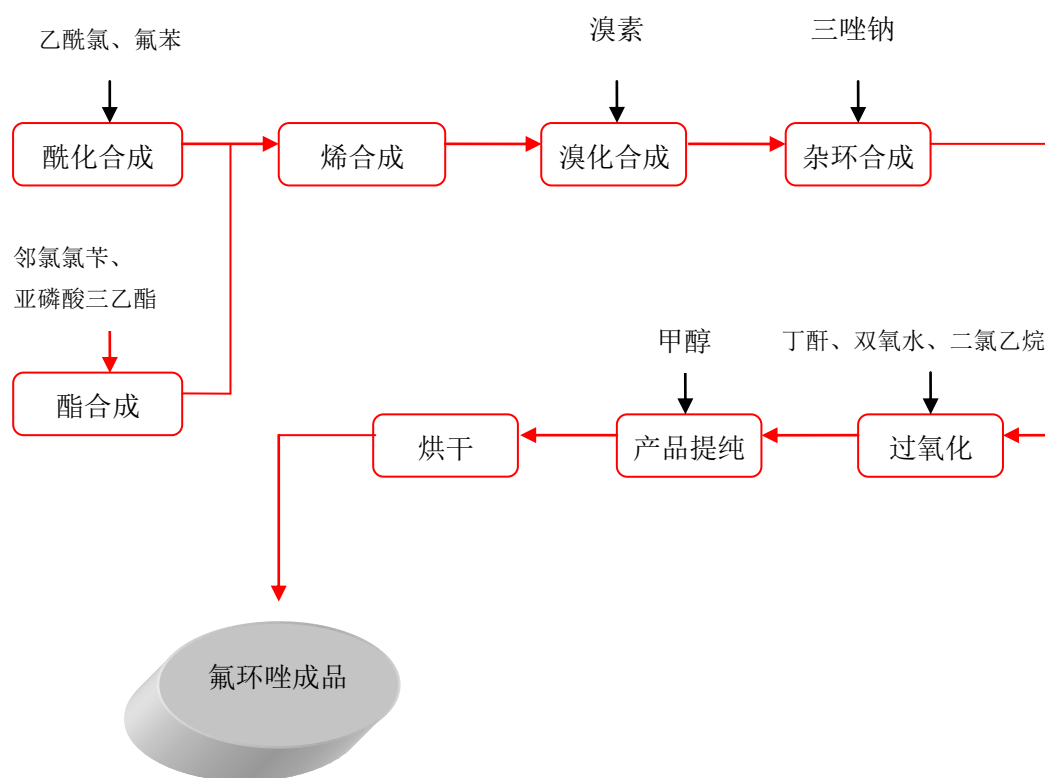 乙酰氯、氟苯
溴素
三唑钠
酰化合成
烯合成
溴化合成
杂环合成
邻氯氯苄、
亚磷酸三乙酯
酯合成
甲醇
丁酐、双氧水、二氯乙烷
烘干
产品提纯
过氧化
氟环唑成品